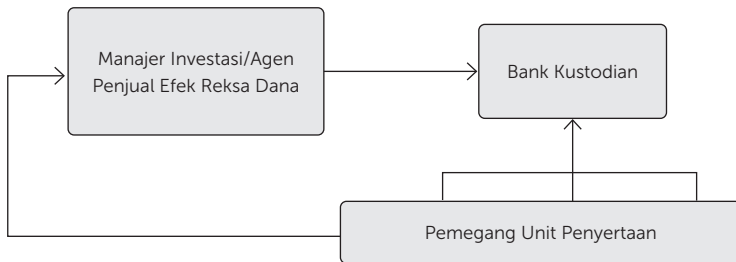 Manajer Investasi/Agen
Penjual Efek Reksa Dana
Bank Kustodian
Pemegang Unit Penyertaan